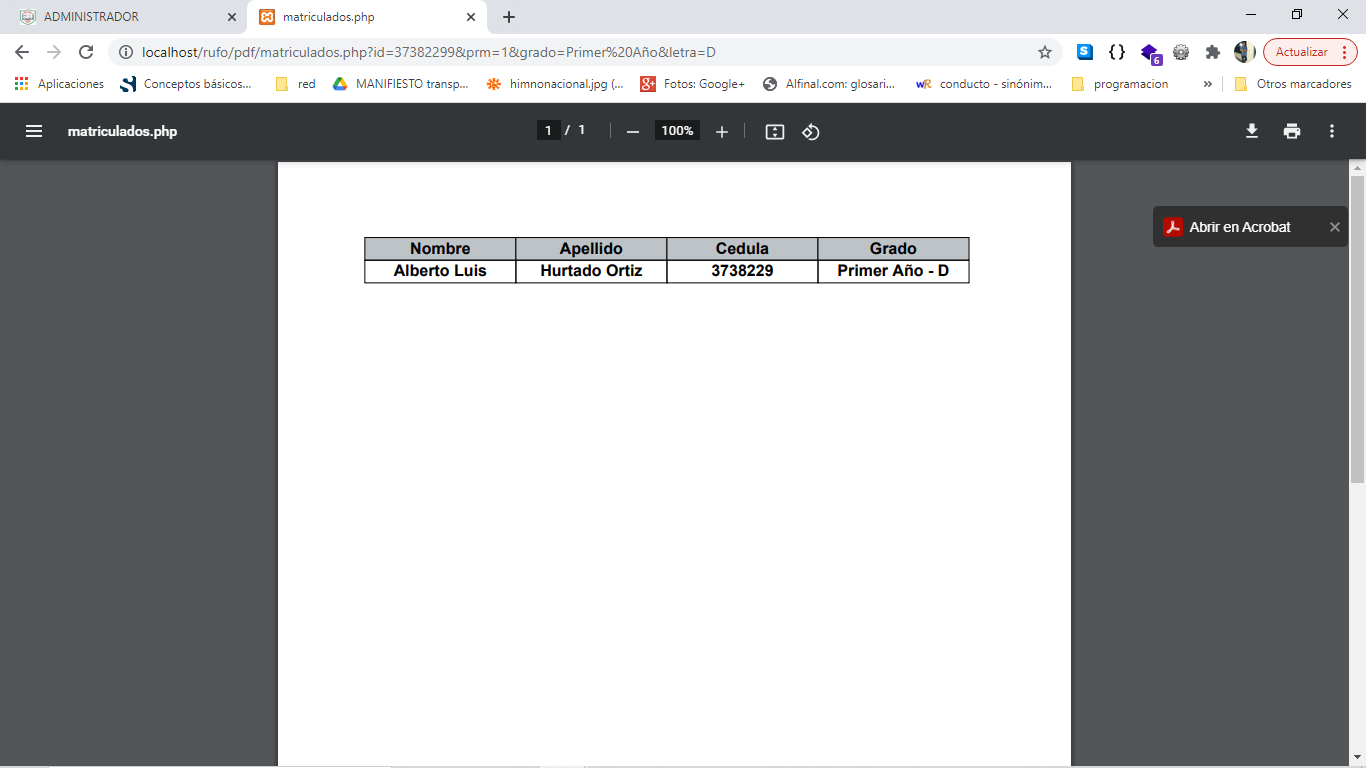 ADMINISTRADOR
matriculados.php
localhost/rufo/pdf/matriculados.php?id=37382299&prm=1&grado=Primer%20Año&letra=D
6
Actualizar
Aplicaciones
Conceptos básicos...
red
MANIFIESTO transp...
himnonacional.jpg (...
Fotos: Google+
Alfinal.com: glosari...
wR conducto - sinónim...
programacion
»
Otros marcadores
matriculados.php
1 / 1
100%
Abrir en Acrobat
Nombre Apellido Cedula Grado
Alberto Luis Hurtado Ortiz 3738229 Primer Año - D